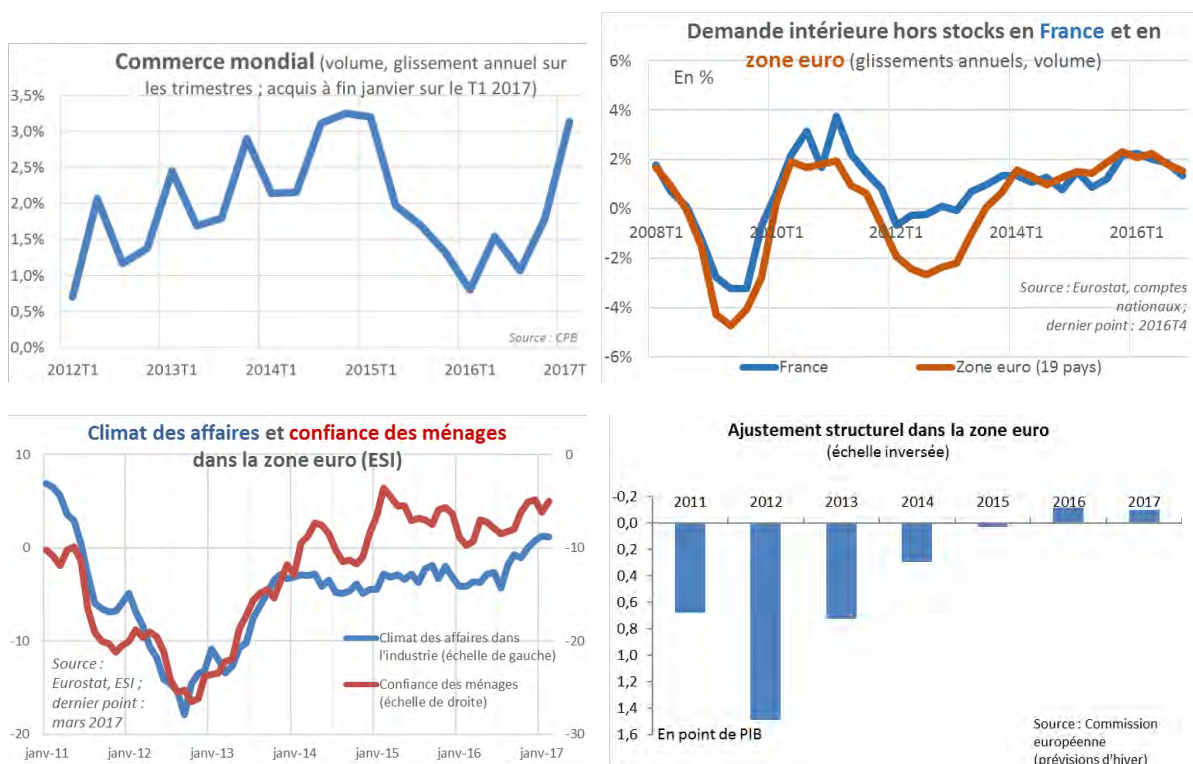 Commerce mondial (volume, glissement annuel sur
les trimestres ; acquis à fin janvier sur le T1 2017)
3,5%
3,0%
2,5%
2,0%
1,5%
1,0%
0,5%
0,0%
Source : CPB
2012T1 2013T1 2014T1 2015T1 2016T1 2017T
Demande intérieure hors stocks en France et en
zone euro (glissements annuels, volume)
En %
6%
4%
2%
0%
-2%
-4%
-6%
2008T1 2010T1 2012T1 2014T1 2016T1
Source : Eurostat, comptes
nationaux ;
dernier point : 2016T4
France Zone euro (19 pays)
Climat des affaires et confiance des ménages
dans la zone euro (ESI)
10
0
-10
-20
0
-10
-20
-30
Climat des affaires dans
l'industrie (échelle de gauche)
Confiance des ménages
(échelle de droite)
Source :
Eurostat, ESI ;
dernier point :
mars 2017
janv-11 janv-12 janv-13 janv-14 janv-15 janv-16 janv-17
Ajustement structurel dans la zone euro
(échelle inversée)
2011 2012 2013 2014 2015 2016 2017
-0,2
0,0
0,2
0,4
0,6
0,8
1,0
1,2
1,4
1,6
En point de PIB
Source : Commission
européenne
(prévisions d'hiver)